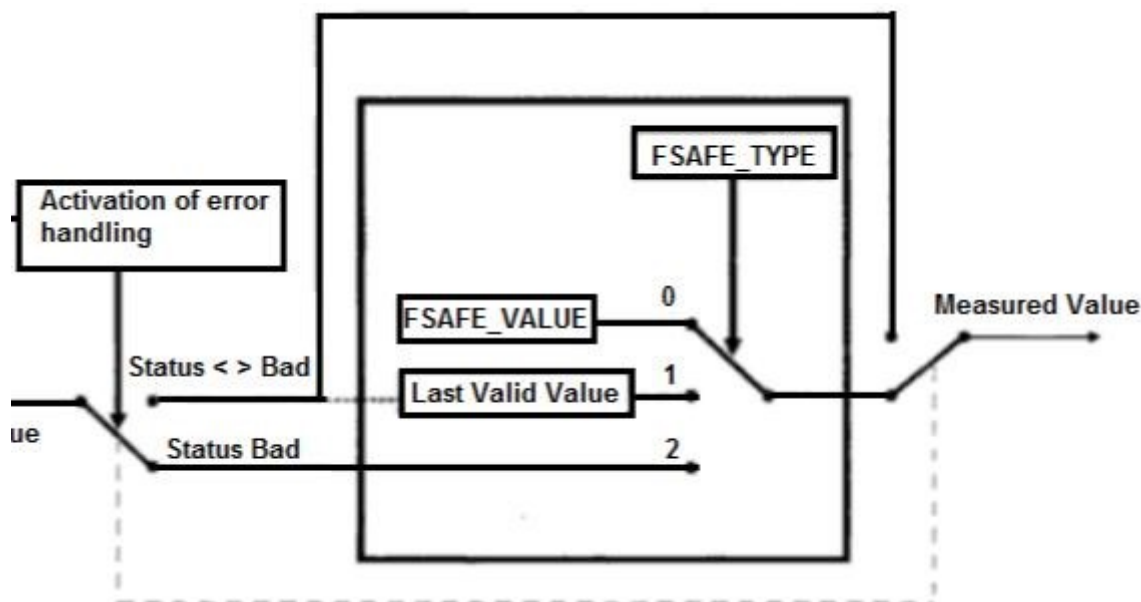 FSAFE_TYPE
Activation of error
handling
FSAFE_VALUE
0
Measured Value
Status < > Bad
Last Valid Value
1
ue
Status Bad
2